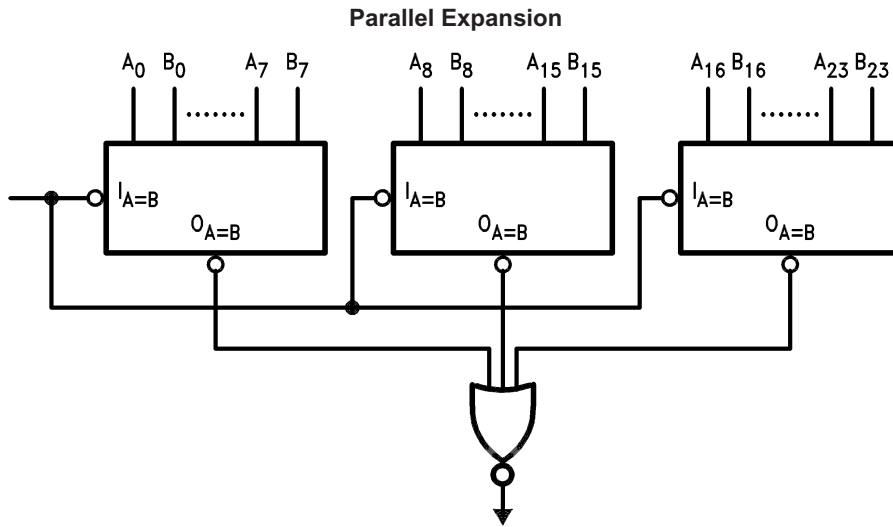 Parallel Expansion
A0 B0 A7 B7 A8 B8 A15 B15 A16 B16 A23 B23
IA=B IA=B IA=B
OA=B OA=B OA=B